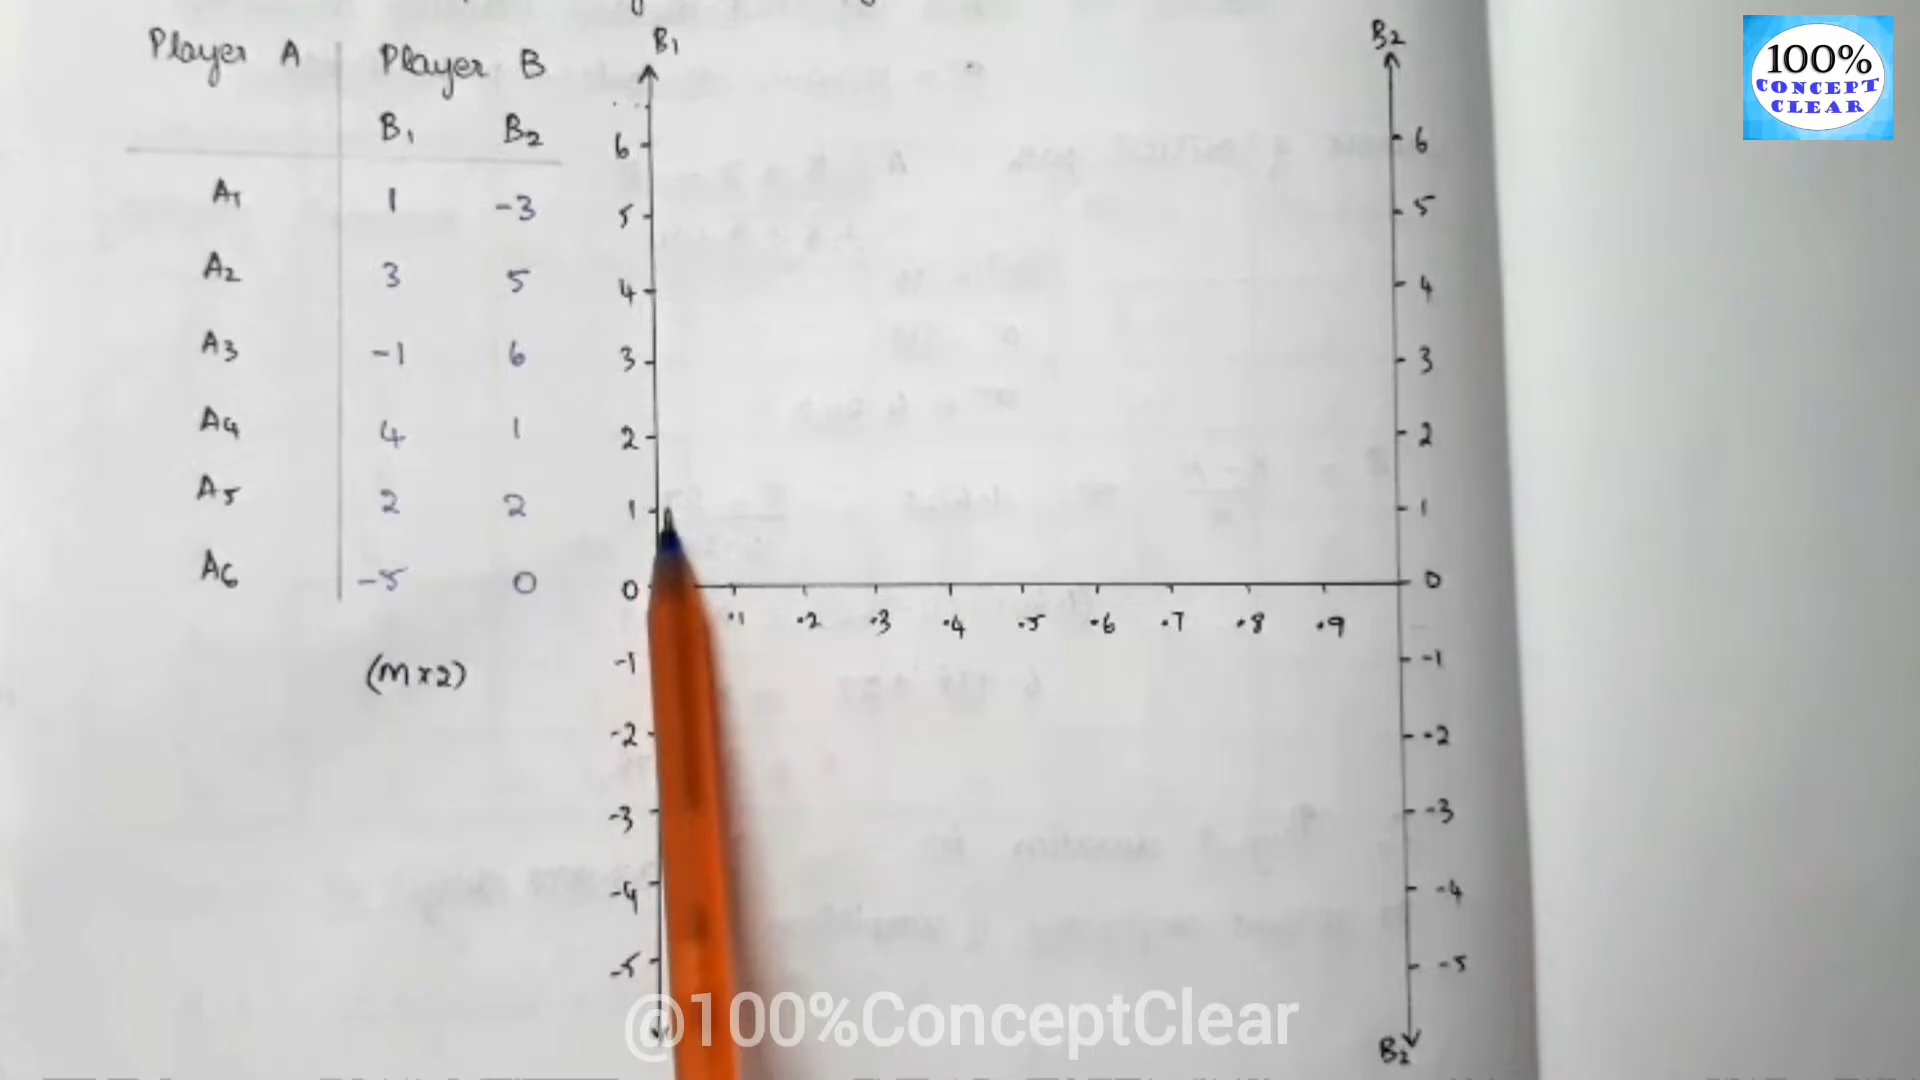 Player A Player B
B1 B2
A1 1 -3
A2 3 5
A3 -1 6
A4 4 1
A5 2 2
A6 -5 0
(m×2)
B1 B2
6 6
5 5
4 4
3 3
2 2
1 1
0 0
.1 .2 .3 .4 .5 .6 .7 .8 .9
-1 -1
-2 -2
-3 -3
-4 -4
-5 -5
B2
100%
CONCEPT
CLEAR
@100%ConceptClear